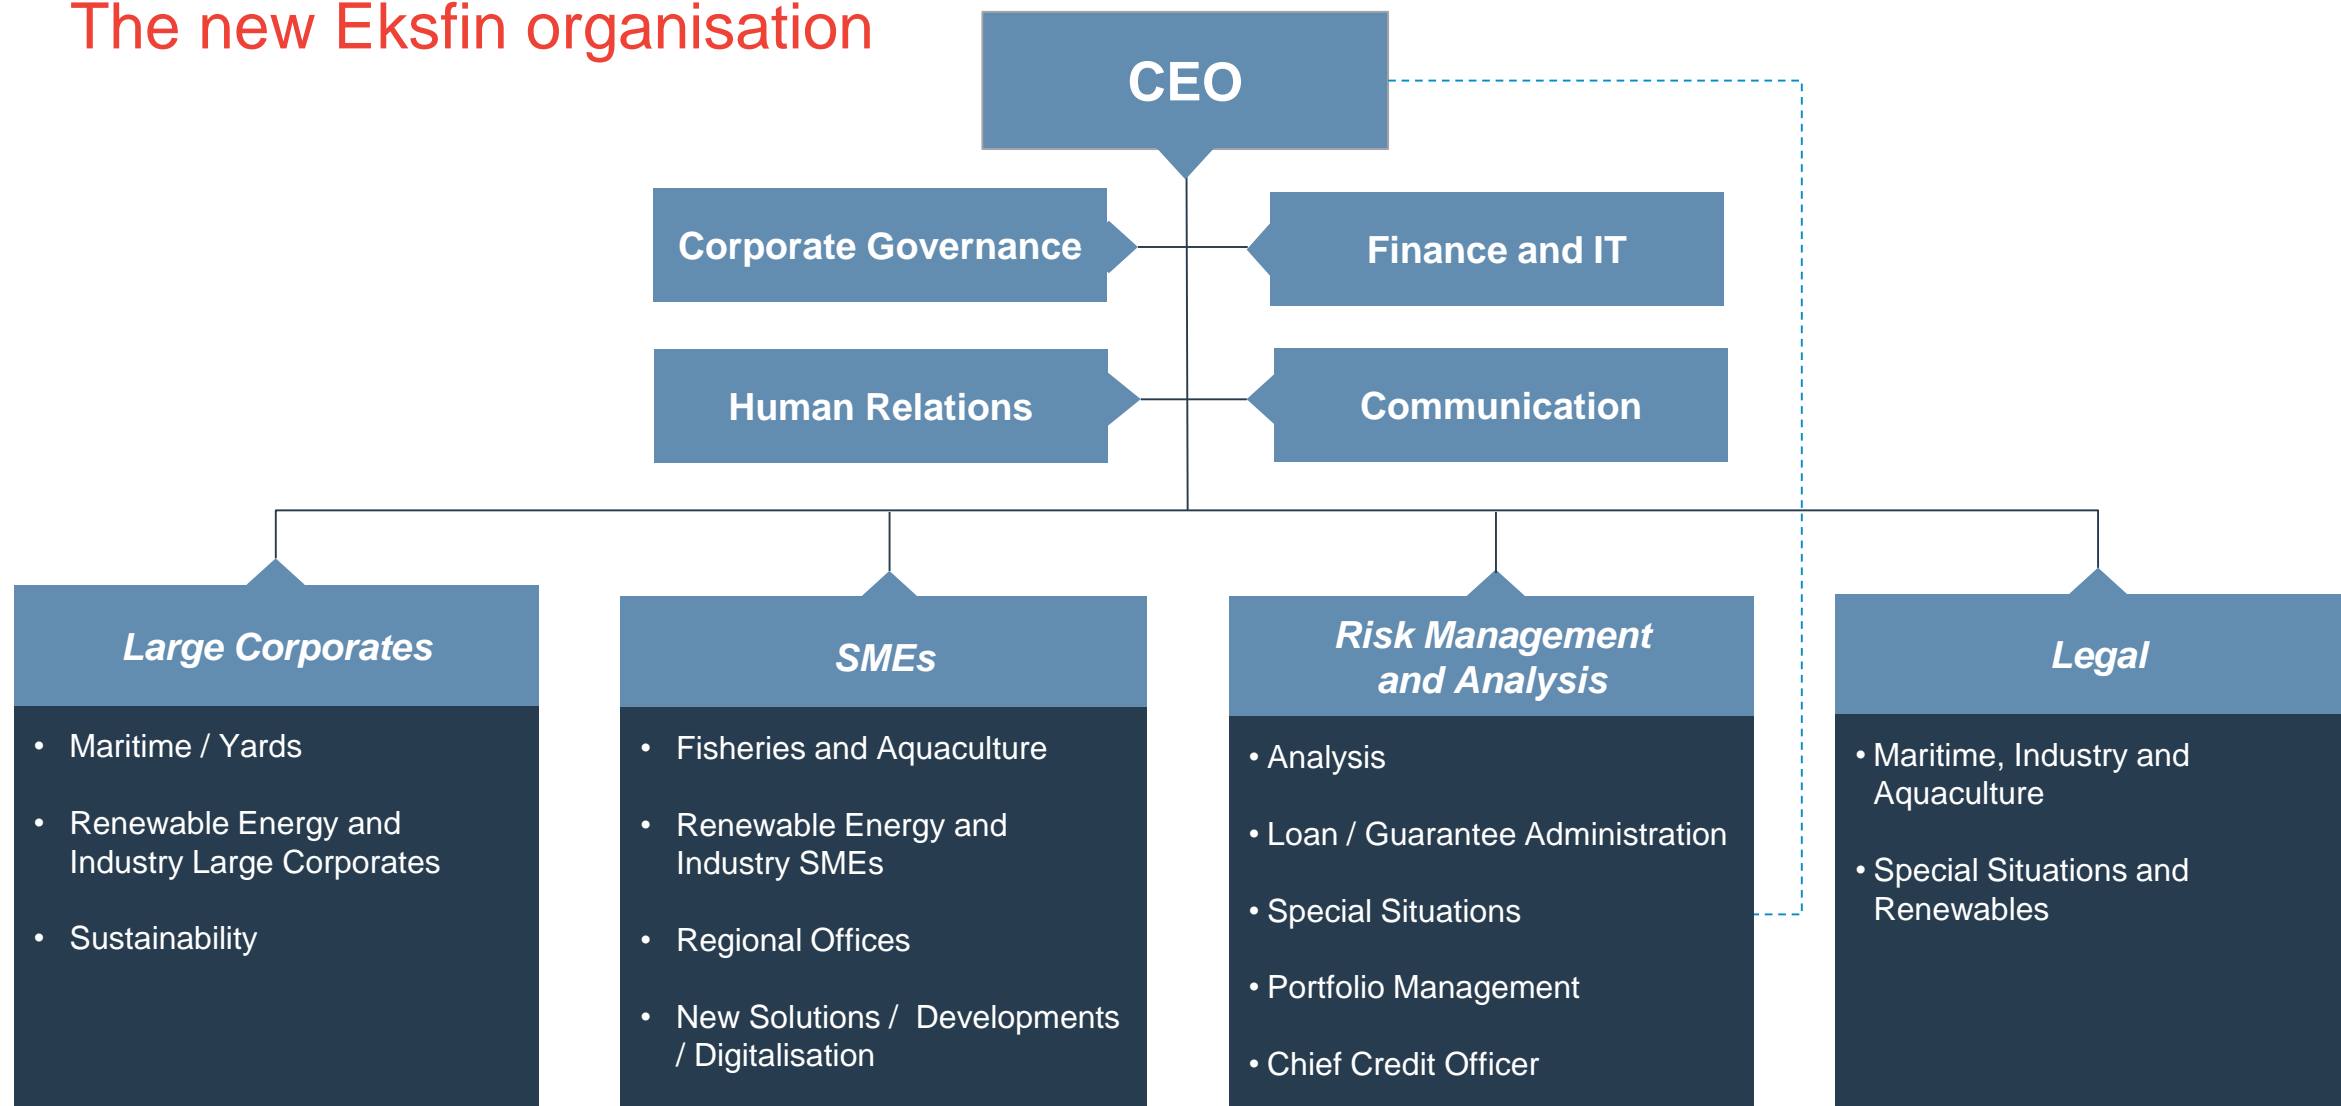 The new Eksfin organisation
CEO
Corporate Governance
Finance and IT
Human Relations
Communication
Large Corporates
• Maritime / Yards
• Renewable Energy and
Industry Large Corporates
• Sustainability
SMEs
• Fisheries and Aquaculture
• Renewable Energy and
Industry SMEs
• Regional Offices
• New Solutions / Developments
/ Digitalisation
Risk Management
and Analysis
• Analysis
• Loan / Guarantee Administration
• Special Situations
• Portfolio Management
• Chief Credit Officer
Legal
• Maritime, Industry and
Aquaculture
• Special Situations and
Renewables